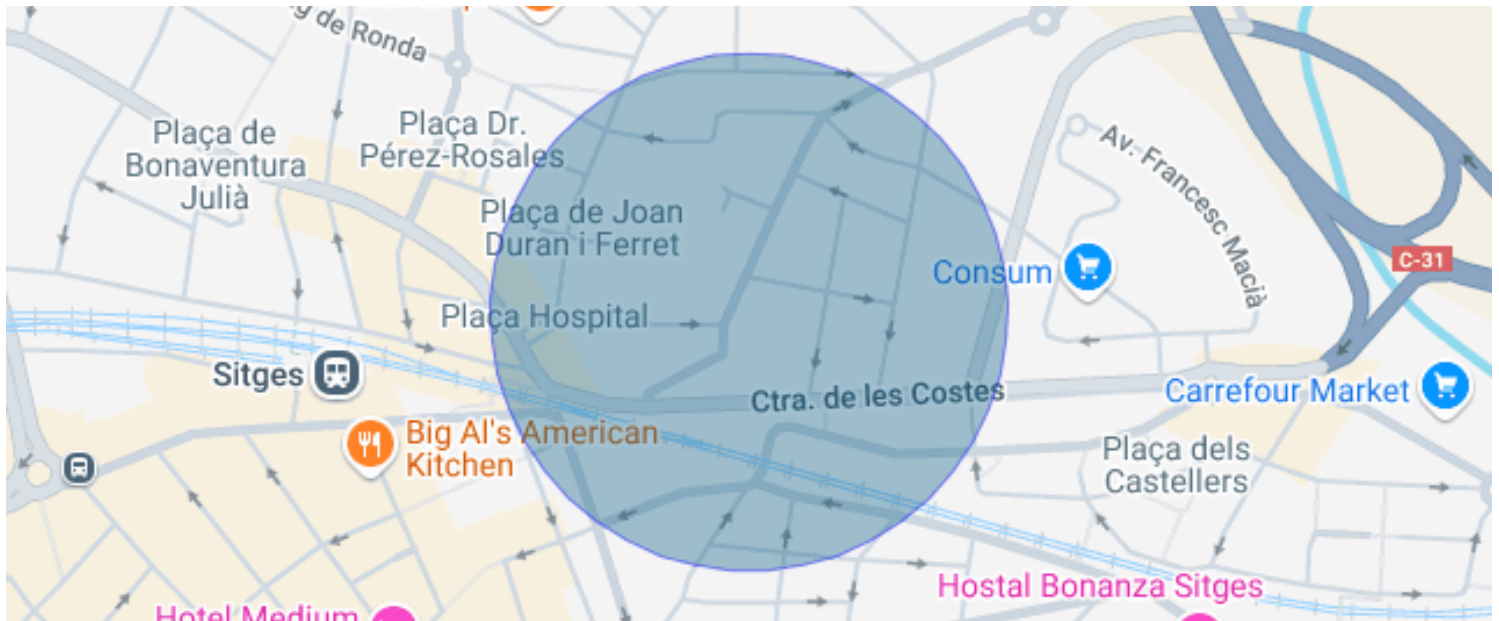 g de Ronda
Plaça de
Bonaventura
Julià
Plaça Dr.
Pérez-Rosales
Plaça de Joan
Duran i Ferret
Av. Francesc Macià
C-31
Consum
Plaça Hospital
Sitges
Ctra. de les Costes
Carrefour Market
Big Al's American
Kitchen
Plaça dels
Castellers
Hostal Bonanza Sitges
Hotel Medium